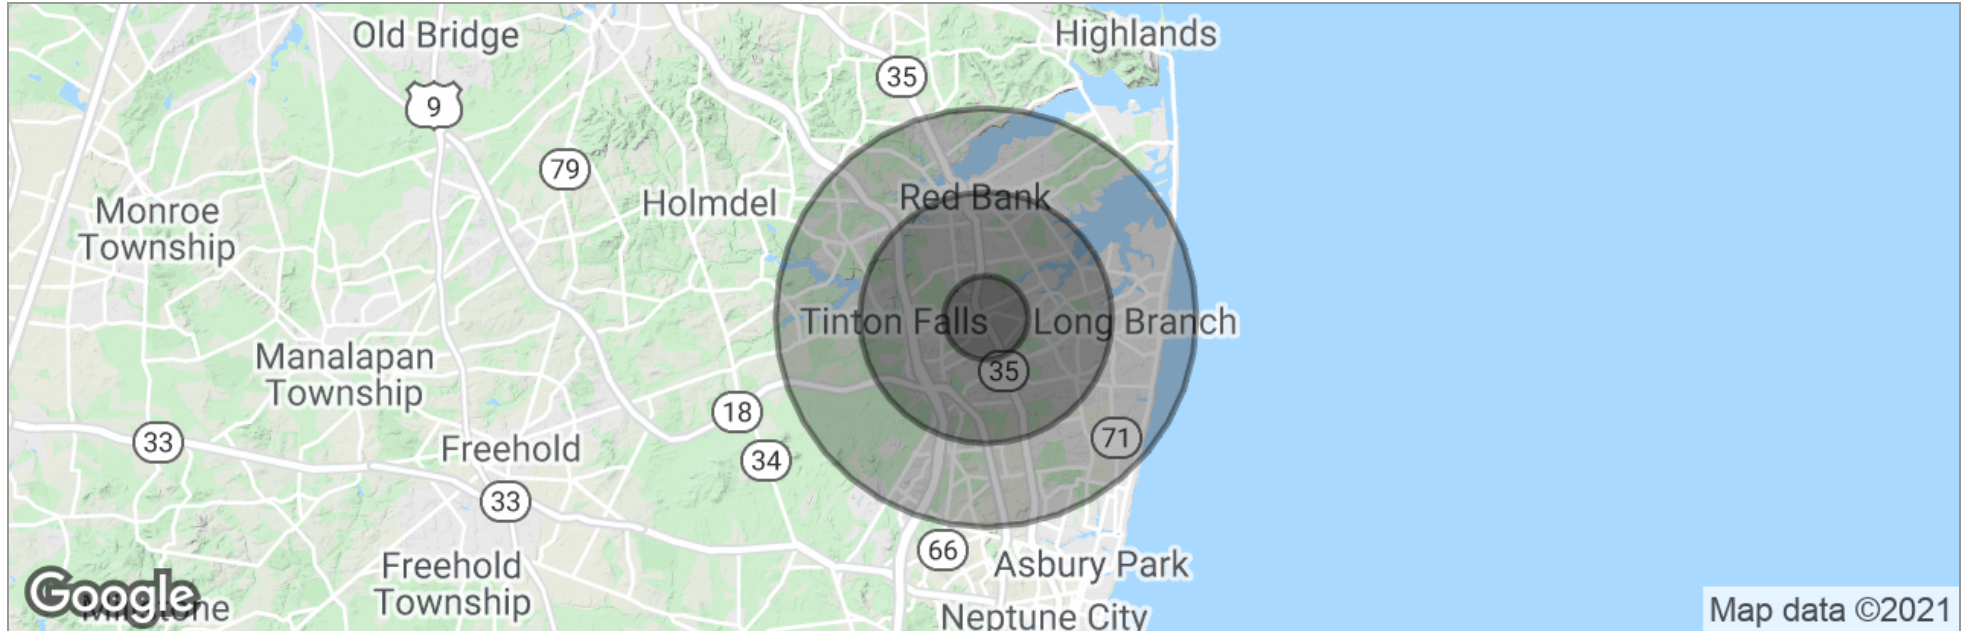 Old Bridge
Highlands
35
9
79
Red Bank
Holmdel
Monroe
Township
Tinton Falls
Long Branch
Manalapan
Township
35
18
71
33
Freehold
34
33
66
Asbury Park
Freehold
Township
Google
Neptune City
Map data ©2021